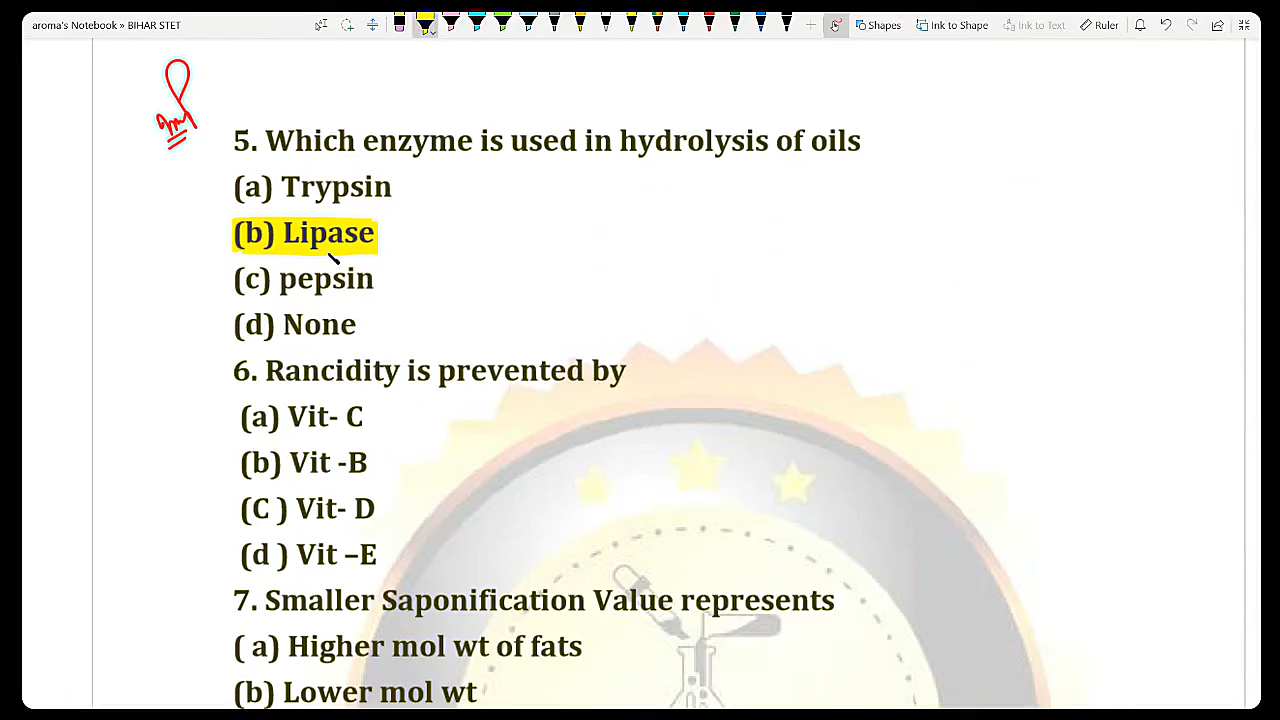 aroma's Notebook » BIHAR STET
Shapes
Ink to Shape
Ink to Text
Ruler
5. Which enzyme is used in hydrolysis of oils
(a) Trypsin
(b) Lipase
(c) pepsin
(d) None
6. Rancidity is prevented by
(a) Vit- C
(b) Vit -B
(C ) Vit- D
(d ) Vit –E
7. Smaller Saponification Value represents
( a) Higher mol wt of fats
(b) Lower mol wt